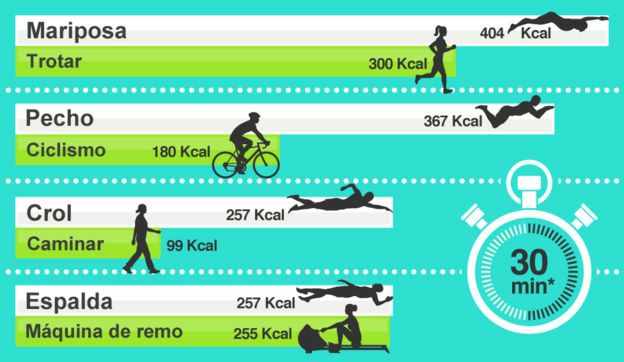 Mariposa 404 Kcal
Trotar 300 Kcal
Pecho 367 Kcal
Ciclismo 180 Kcal
Crol 257 Kcal
Caminar 99 Kcal
30
min*
Espalda 257 Kcal
Máquina de remo 255 Kcal